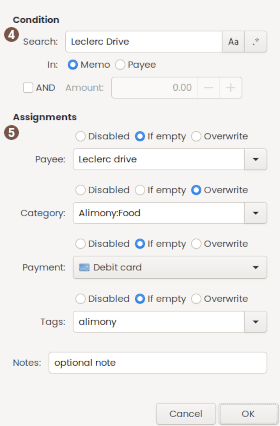 Condition
4
Search: Leclerc Drive Aa .*
In: Memo Payee
AND Amount: 0.00 − +
Assignments
5
Disabled If empty Overwrite
Payee: Leclerc drive
Disabled If empty Overwrite
Category: Alimony:Food
Disabled If empty Overwrite
Payment: Debit card
Disabled If empty Overwrite
Tags: alimony
Notes: optional note
Cancel OK